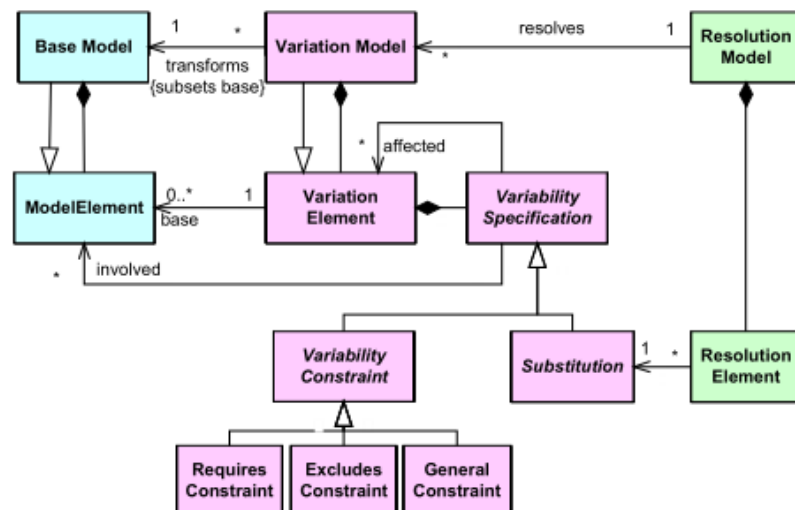 1
*
1
Base Model
Variation Model
resolves
Resolution
Model
*
transforms
{subsets base}
*
affected
ModelElement
0..*
1
base
Variation
Element
Variability
Specification
*
involved
Variability
Constraint
Substitution
1
*
Resolution
Element
Requires
Constraint
Excludes
Constraint
General
Constraint